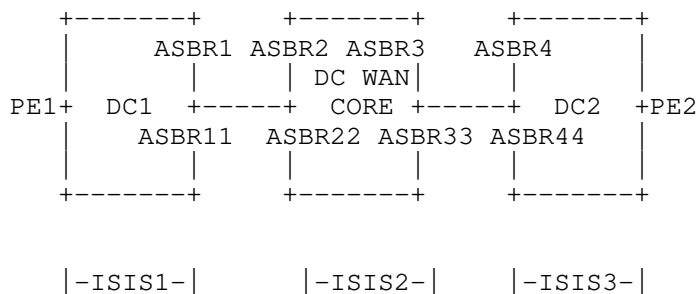 +-------+ +-------+ +-------+
| ASBR1 ASBR2 ASBR3 ASBR4 |
| | | DC WAN| | |
PE1+ DC1 +-----+ CORE +-----+ DC2 +PE2
| ASBR11 ASBR22 ASBR33 ASBR44 |
| | | | | |
+-------+ +-------+ +-------+
|-ISIS1-| |-ISIS2-| |-ISIS3-|